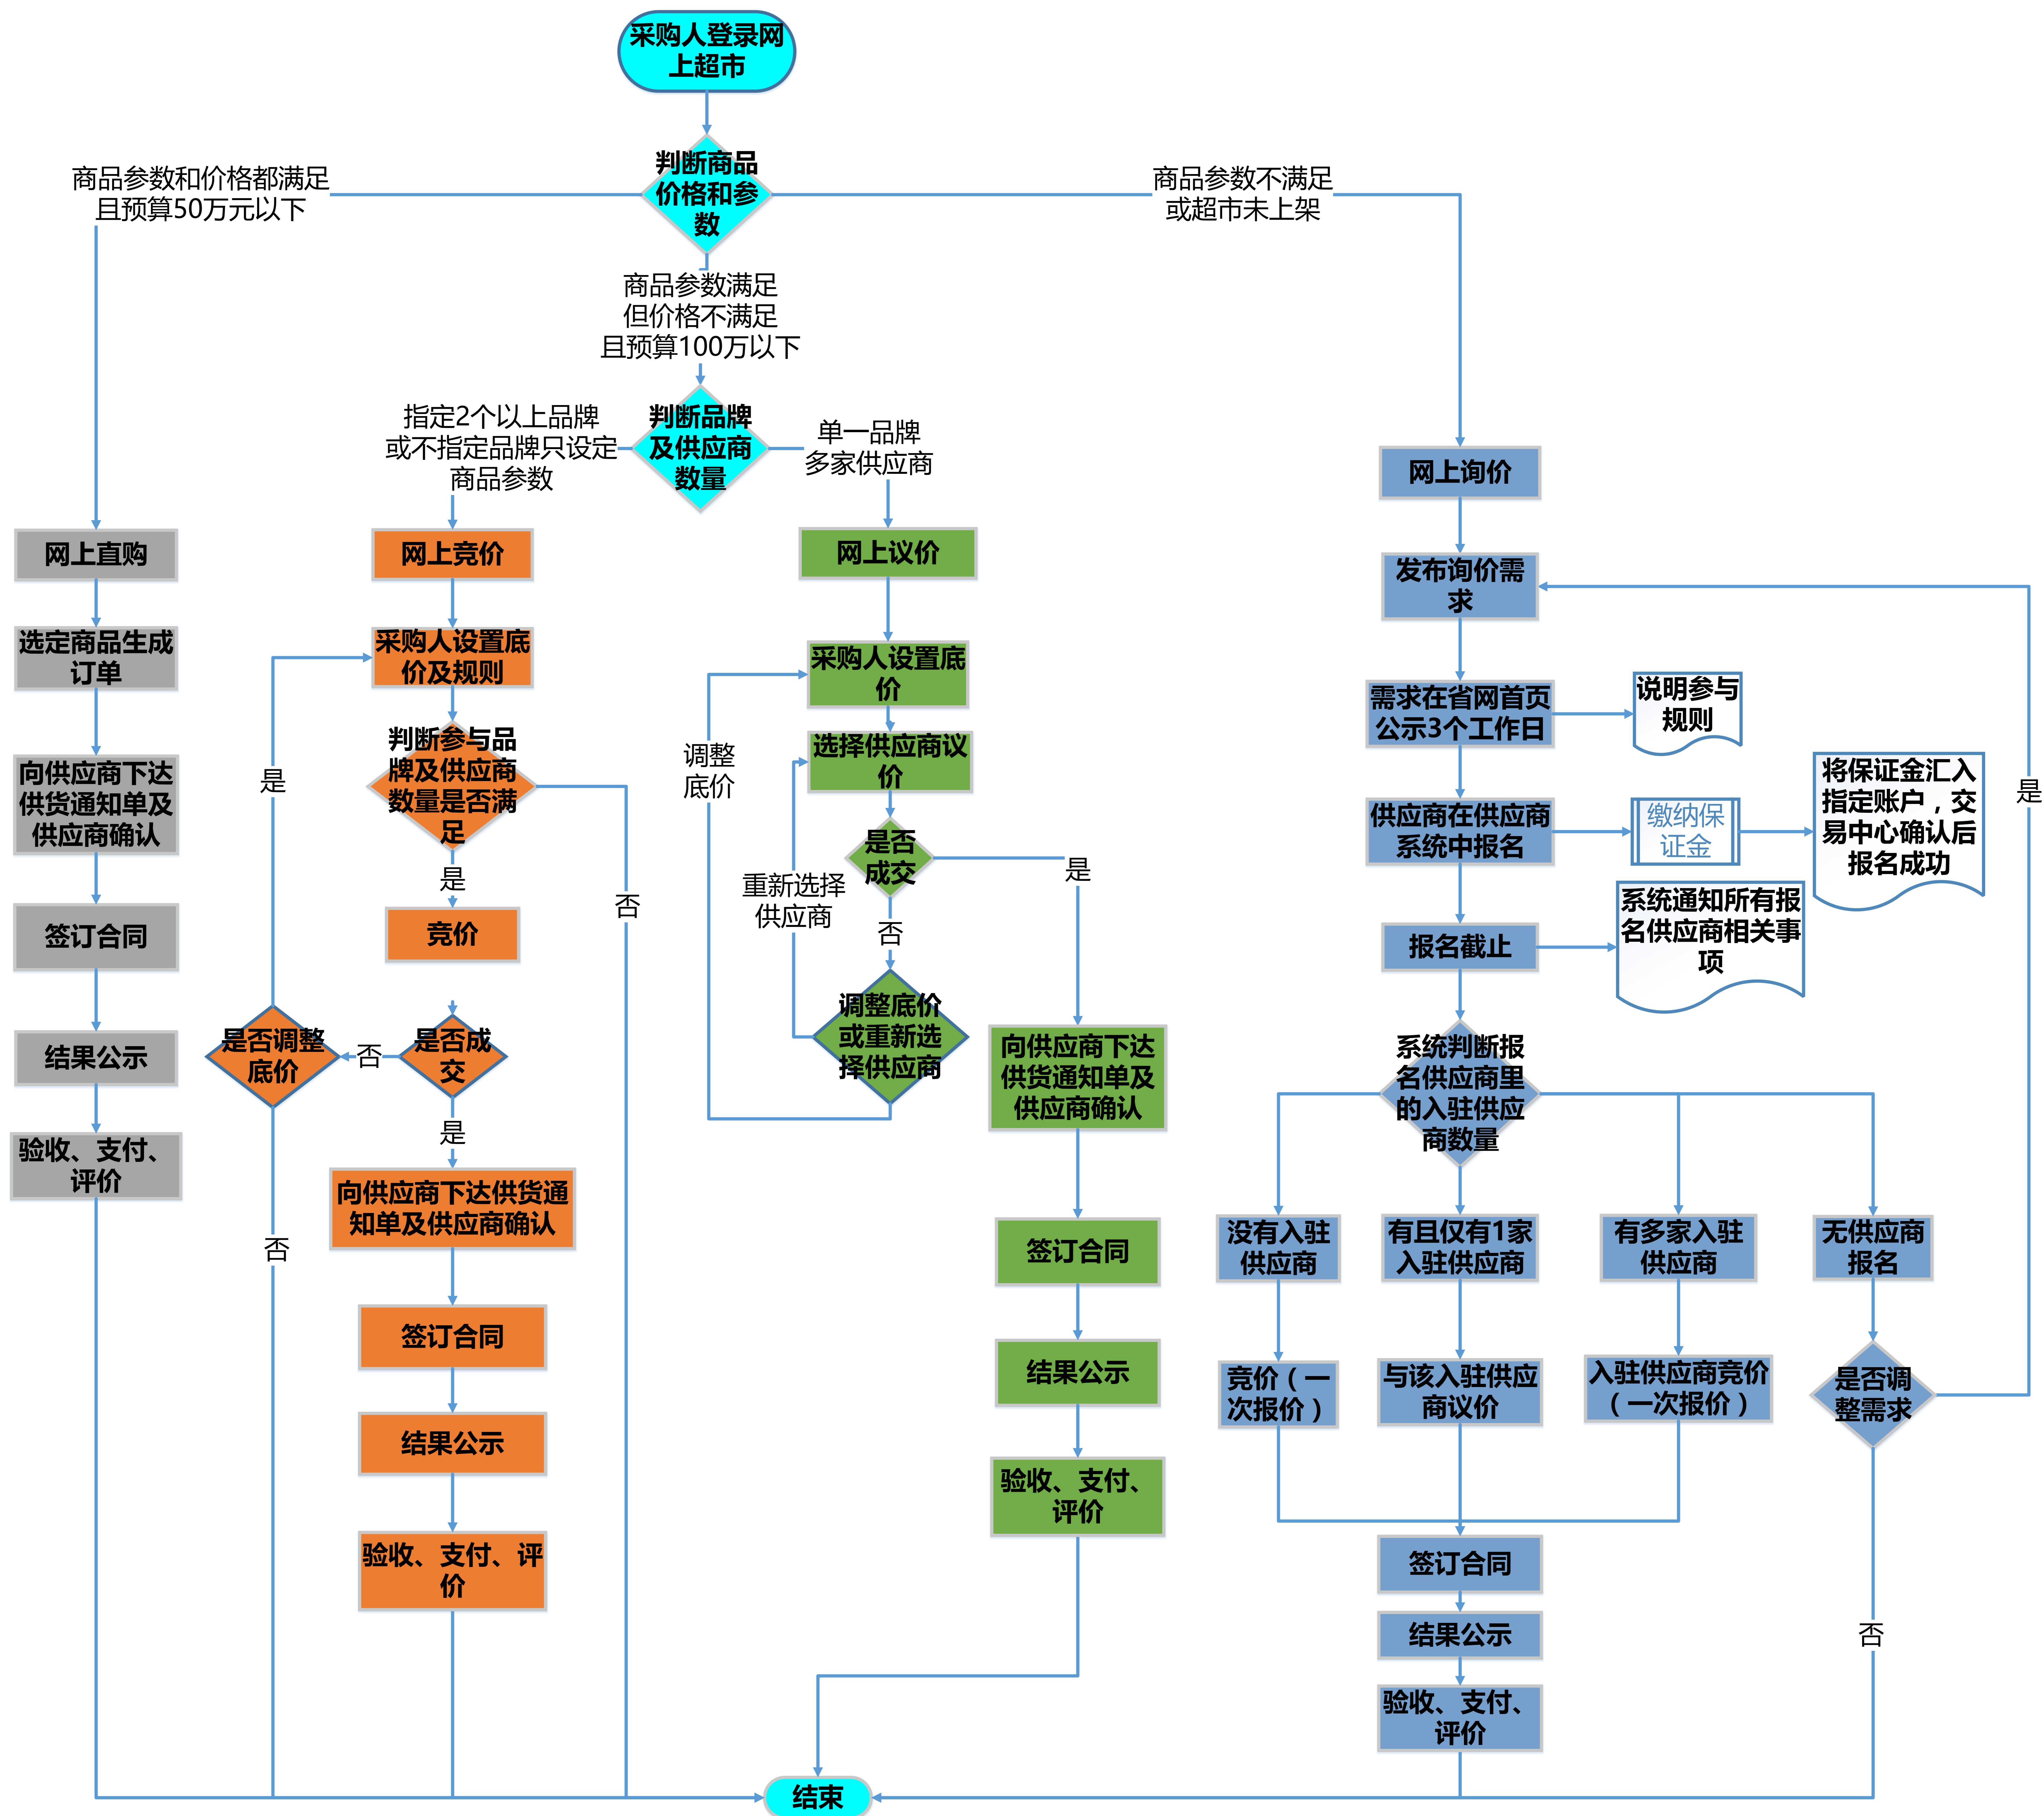 采购人登录网
上超市
判断商品
价格和参
数
商品参数和价格都满足
且预算50万元以下
商品参数不满足
或超市未上架
商品参数满足
但价格不满足
且预算100万以下
判断品牌
及供应商
数量
指定2个以上品牌
或不指定品牌只设定
商品参数
单一品牌
多家供应商
网上直购
选定商品生成
订单
向供应商下达
供货通知单及
供应商确认
签订合同
结果公示
验收、支付、
评价
网上竞价
采购人设置底
价及规则
判断参与品
牌及供应商
数量是否满
足
是
否
竞价
是否成
交
否
是否调整
底价
是
否
是
向供应商下达供货通
知单及供应商确认
签订合同
结果公示
验收、支付、评
价
网上议价
采购人设置底
价
选择供应商议
价
是否
成交
是
否
调整
底价
重新选择
供应商
调整底价
或重新选
择供应商
向供应商下达
供货通知单及
供应商确认
签订合同
结果公示
验收、支付、
评价
网上询价
发布询价需
求
需求在省网首页
公示3个工作日
说明参与
规则
供应商在供应商
系统中报名
缴纳保
证金
将保证金汇入
指定账户，交
易中心确认后
报名成功
报名截止
系统通知所有报
名供应商相关事
项
系统判断报
名供应商里
的入驻供应
商数量
没有入驻
供应商
有且仅有1家
入驻供应商
有多家入驻
供应商
无供应商
报名
竞价（一
次报价）
与该入驻供应
商议价
入驻供应商竞价
（一次报价）
是否调
整需求
是
否
签订合同
结果公示
验收、支付、
评价
结束